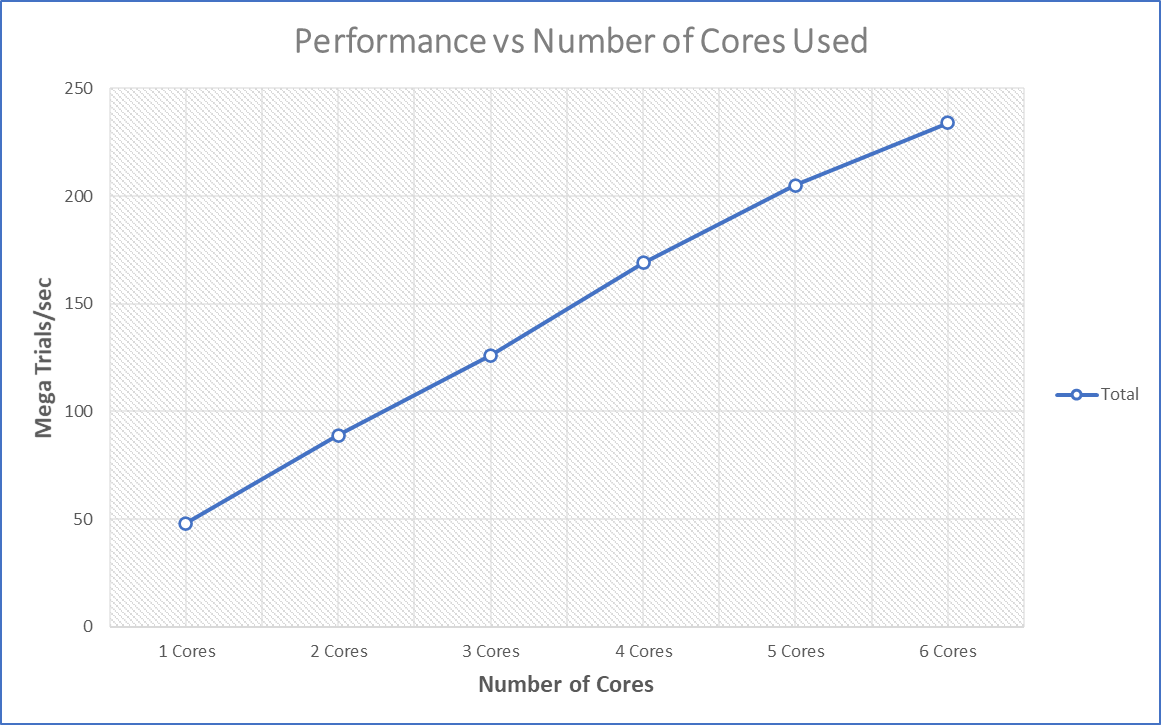 Performance vs Number of Cores Used
250
200
150
100
50
0
Mega Trials/sec
1 Cores
2 Cores
3 Cores
4 Cores
5 Cores
6 Cores
Number of Cores
Total